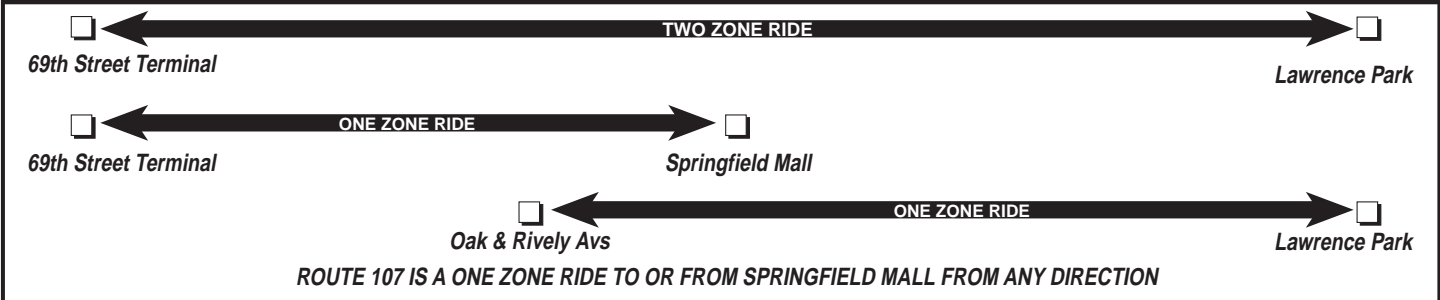 TWO ZONE RIDE
69th Street Terminal
Lawrence Park
ONE ZONE RIDE
69th Street Terminal
Springfield Mall
ONE ZONE RIDE
Oak & Rively Avs
Lawrence Park
ROUTE 107 IS A ONE ZONE RIDE TO OR FROM SPRINGFIELD MALL FROM ANY DIRECTION